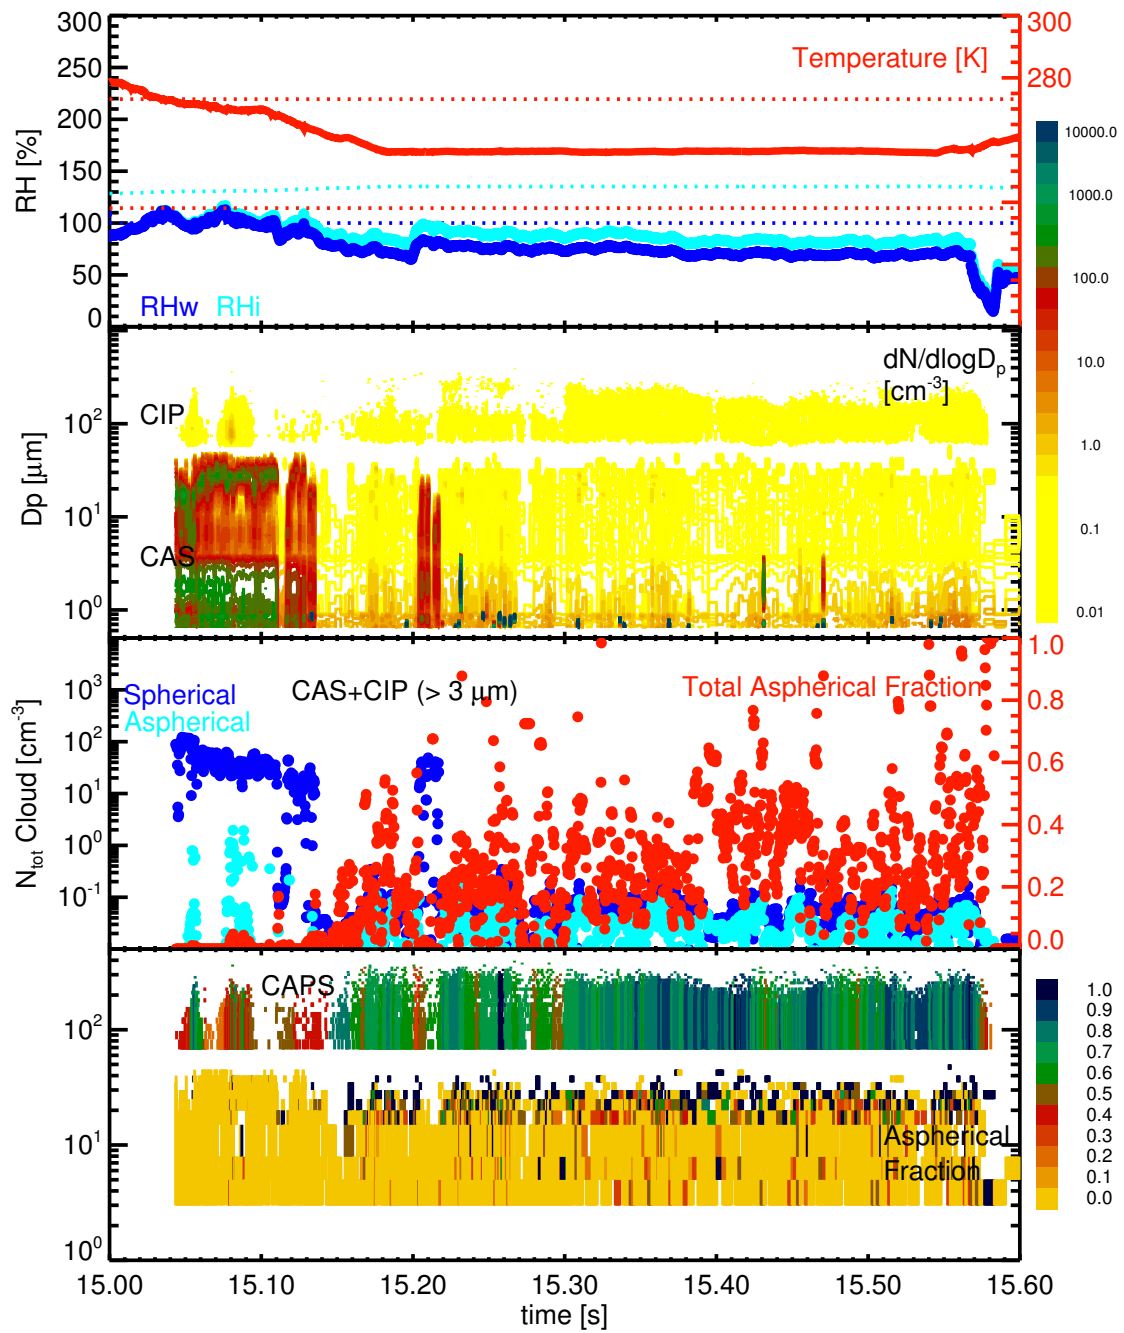 300
250
200
150
100
50
0
RH [%]
RHw RHi
Temperature [K]
300
280
10000.0
1000.0
100.0
10.0
1.0
0.1
0.01
dN/dlogDp
[cm-3]
CIP
CAS
10²
10¹
10⁰
Dp [µm]
Spherical
Aspherical
CAS+CIP (> 3 µm)
Total Aspherical Fraction
10³
10²
10¹
10⁰
10⁻¹
Ntot Cloud [cm-3]
1.0
0.8
0.6
0.4
0.2
0.0
CAPS
Aspherical
Fraction
10²
10¹
10⁰
1.0
0.9
0.8
0.7
0.6
0.5
0.4
0.3
0.2
0.1
0.0
15.00 15.10 15.20 15.30 15.40 15.50 15.60
time [s]